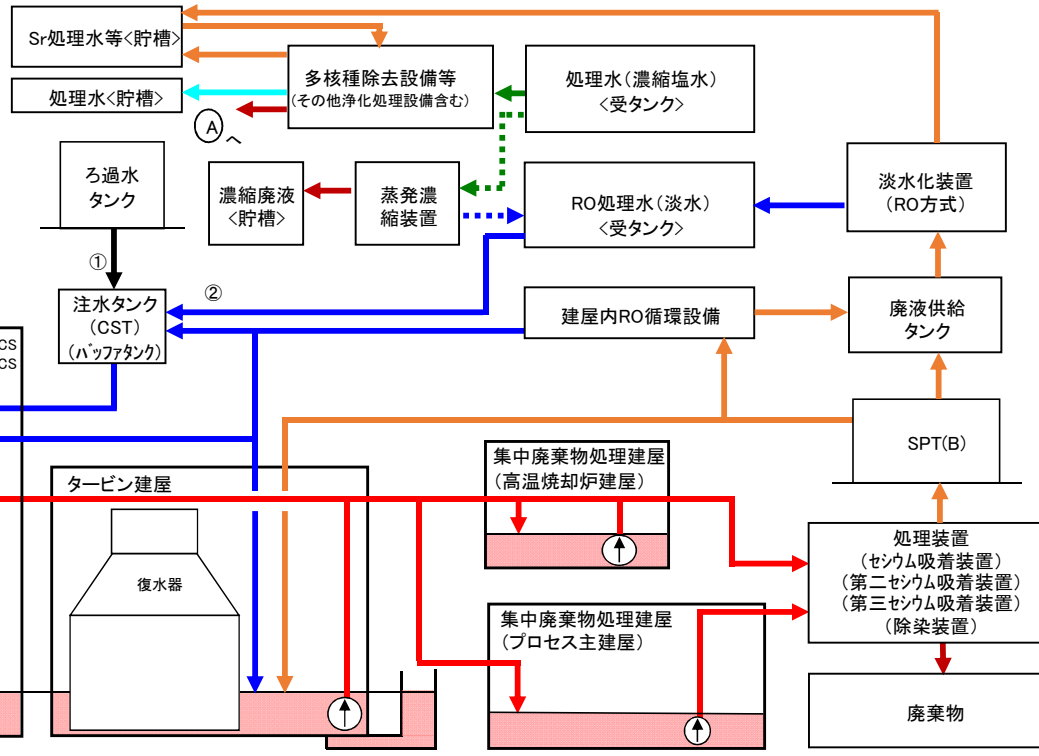 Sr処理水等<貯槽>
処理水<貯槽>
多核種除去設備等
(その他浄化処理設備含む)
処理水(濃縮塩水)
<受タンク>
Aへ
ろ過水
タンク
濃縮廃液
<貯槽>
蒸発濃
縮装置
RO処理水(淡水)
<受タンク>
淡水化装置
(RO方式)
①
②
注水タンク
(CST)
(バッファタンク)
建屋内RO循環設備
廃液供給
タンク
CS
CS
SPT(B)
タービン建屋
復水器
集中廃棄物処理建屋
(高温焼却炉建屋)
処理装置
(セシウム吸着装置)
(第二セシウム吸着装置)
(第三セシウム吸着装置)
(除染装置)
集中廃棄物処理建屋
(プロセス主建屋)
廃棄物